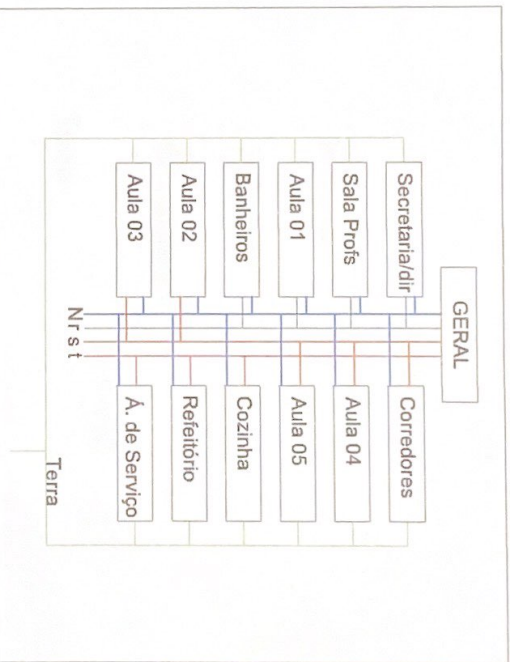 GERAL
Secretaria/dir
Corredores
Sala Profs
Aula 04
Aula 01
Aula 05
Banheiros
Cozinha
Aula 02
Refeitório
Aula 03
Á. de Serviço
N r s t
Terra